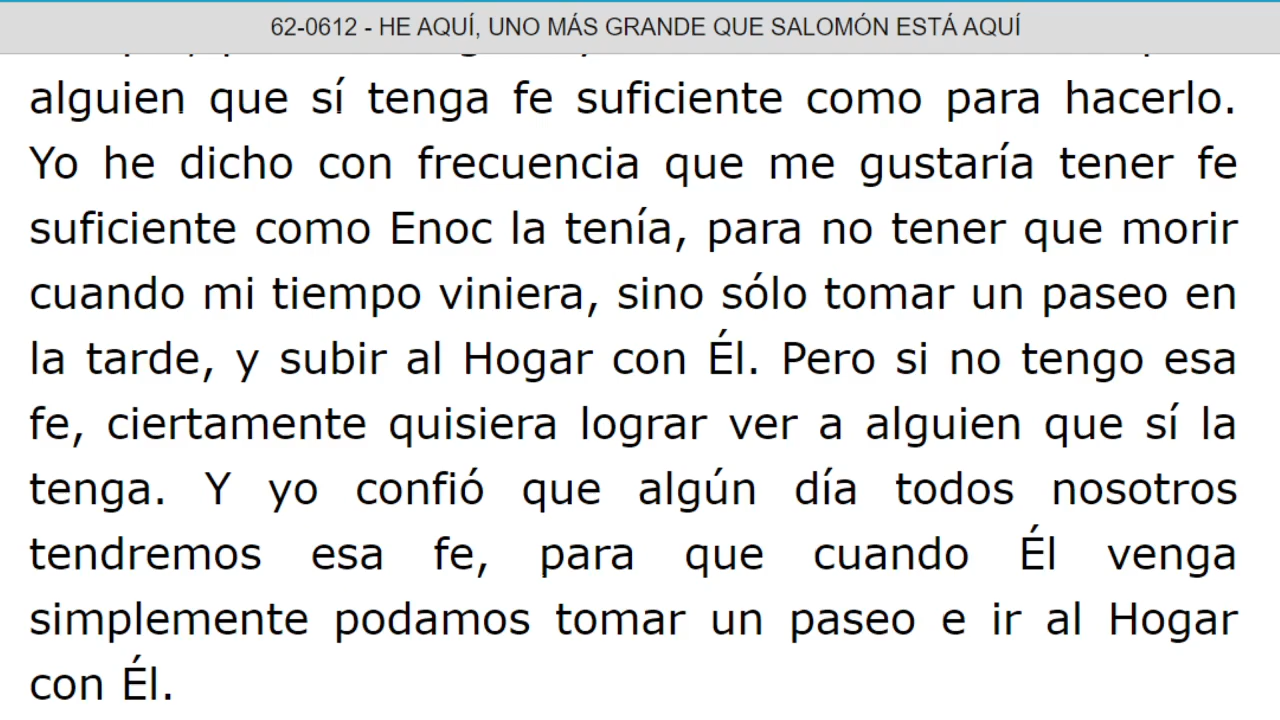 62-0612 - HE AQUÍ, UNO MÁS GRANDE QUE SALOMÓN ESTÁ AQUÍ
alguien que sí tenga fe suficiente como para hacerlo.
Yo he dicho con frecuencia que me gustaría tener fe
suficiente como Enoc la tenía, para no tener que morir
cuando mi tiempo viniera, sino sólo tomar un paseo en
la tarde, y subir al Hogar con Él. Pero si no tengo esa
fe, ciertamente quisiera lograr ver a alguien que sí la
tenga. Y yo confió que algún día todos nosotros
tendremos esa fe, para que cuando Él venga
simplemente podamos tomar un paseo e ir al Hogar
con Él.